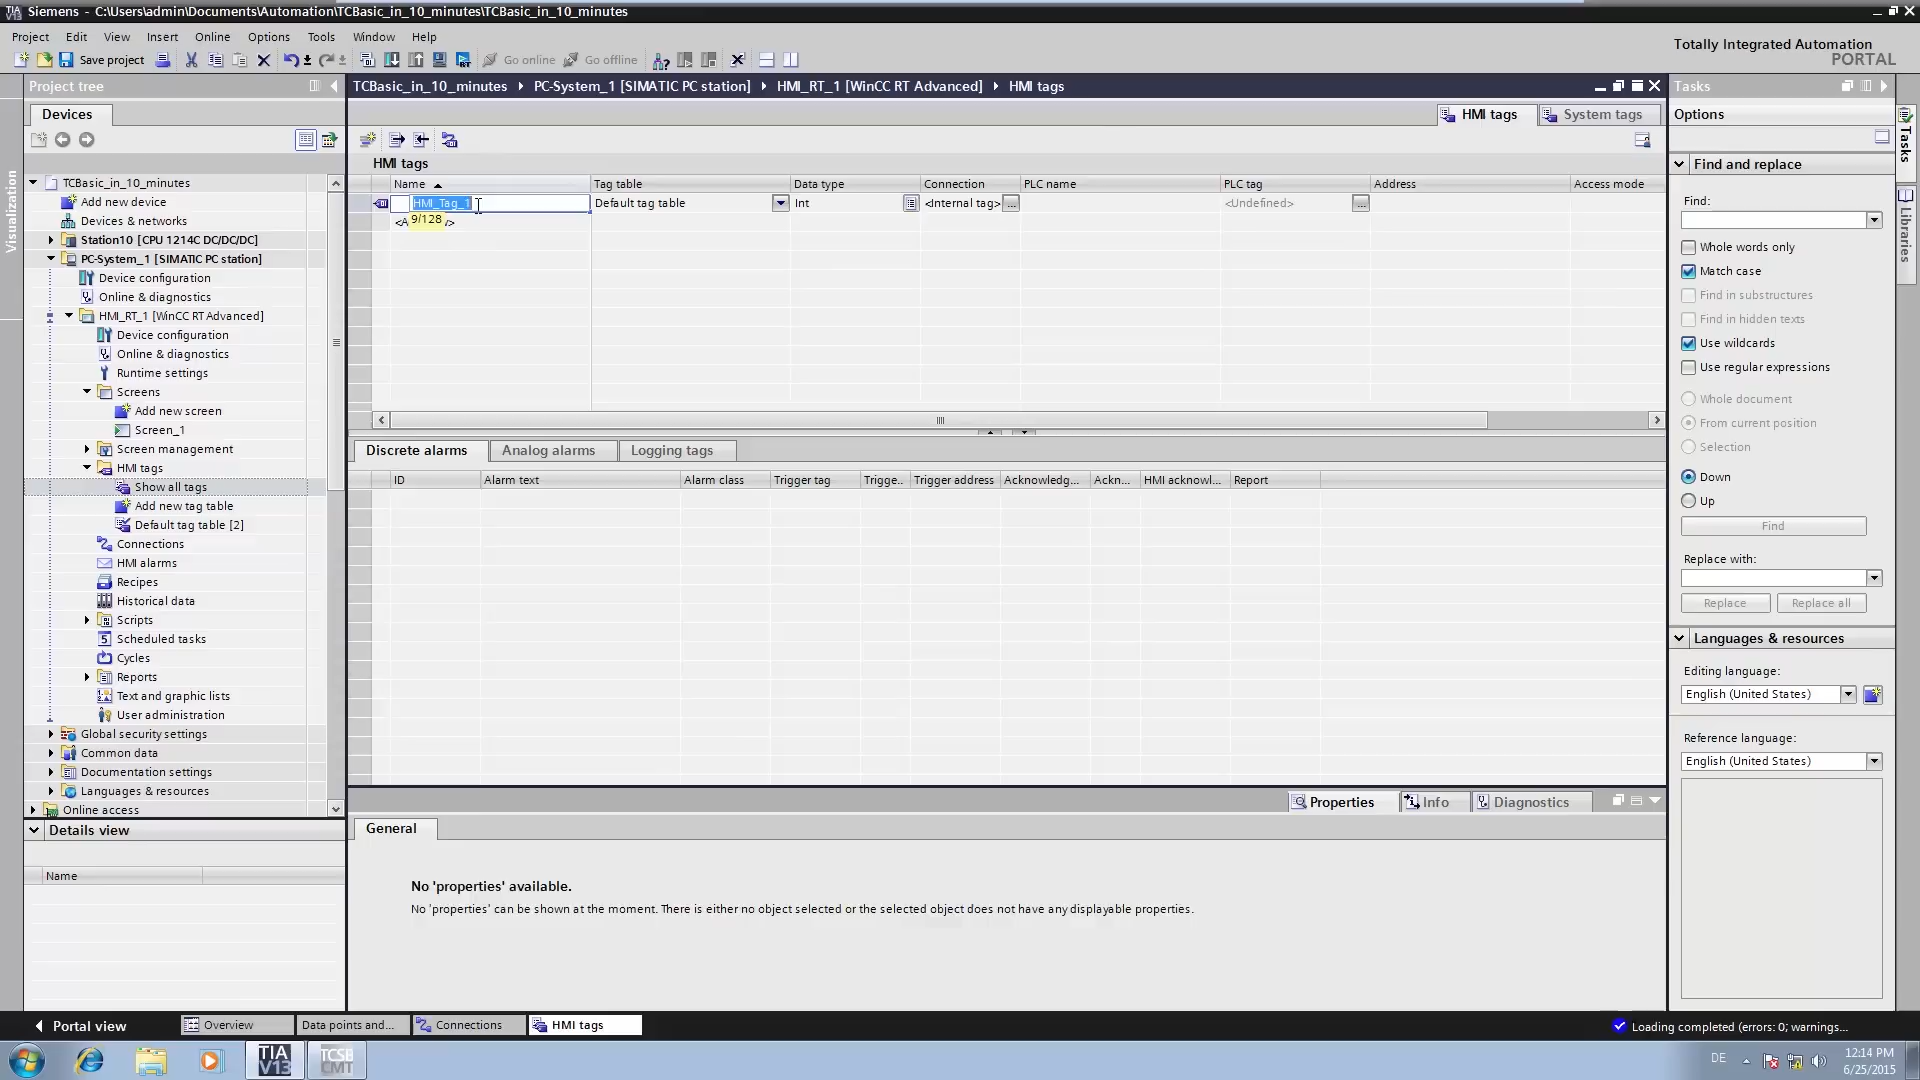 Siemens - C:\Users\admin\Documents\Automation\TCBasic_in_10_minutes\TCBasic_in_10_minutes
Project Edit View Insert Online Options Tools Window Help
Totally Integrated Automation
PORTAL
Save project
Go online
Go offline
Project tree
TCBasic_in_10_minutes
PC-System_1 [SIMATIC PC station]
HMI_RT_1 [WinCC RT Advanced]
HMI tags
Tasks
Devices
HMI tags
System tags
Options
Visualization
Tasks
Libraries
TCBasic_in_10_minutes
Add new device
Devices & networks
Station10 [CPU 1214C DC/DC/DC]
PC-System_1 [SIMATIC PC station]
Device configuration
Online & diagnostics
HMI_RT_1 [WinCC RT Advanced]
Device configuration
Online & diagnostics
Runtime settings
Screens
Add new screen
Screen_1
Screen management
HMI tags
Show all tags
Add new tag table
Default tag table [2]
Connections
HMI alarms
Recipes
Historical data
Scripts
Scheduled tasks
Cycles
Reports
Text and graphic lists
User administration
Global security settings
Common data
Documentation settings
Languages & resources
Online access
Details view
Name
HMI tags
Name Tag table Data type Connection PLC name PLC tag Address Access mode
HMI_Tag_1 Default tag table Int <Internal tag> ... <Undefined> ...
9/128
Discrete alarms Analog alarms Logging tags
ID Alarm text Alarm class Trigger tag Trigge.. Trigger address Acknowledg... Ackn... HMI acknowl... Report
Properties Info Diagnostics
General
No 'properties' available.
No 'properties' can be shown at the moment. There is either no object selected or the selected object does not have any displayable properties.
Find and replace
Find:
Whole words only
Match case
Find in substructures
Find in hidden texts
Use wildcards
Use regular expressions
Whole document
From current position
Selection
Down
Up
Find
Replace with:
Replace Replace all
Languages & resources
Editing language:
English (United States)
Reference language:
English (United States)
Portal view
Overview
Data points and...
Connections
HMI tags
Loading completed (errors: 0; warnings...
TIA V13
TCSB CMT
DE
12:14 PM
6/25/2015